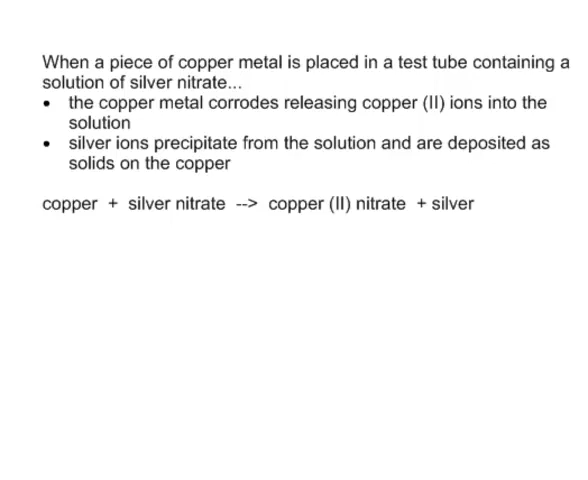 When a piece of copper metal is placed in a test tube containing a
solution of silver nitrate...
• the copper metal corrodes releasing copper (II) ions into the
solution
• silver ions precipitate from the solution and are deposited as
solids on the copper
copper + silver nitrate --> copper (II) nitrate + silver